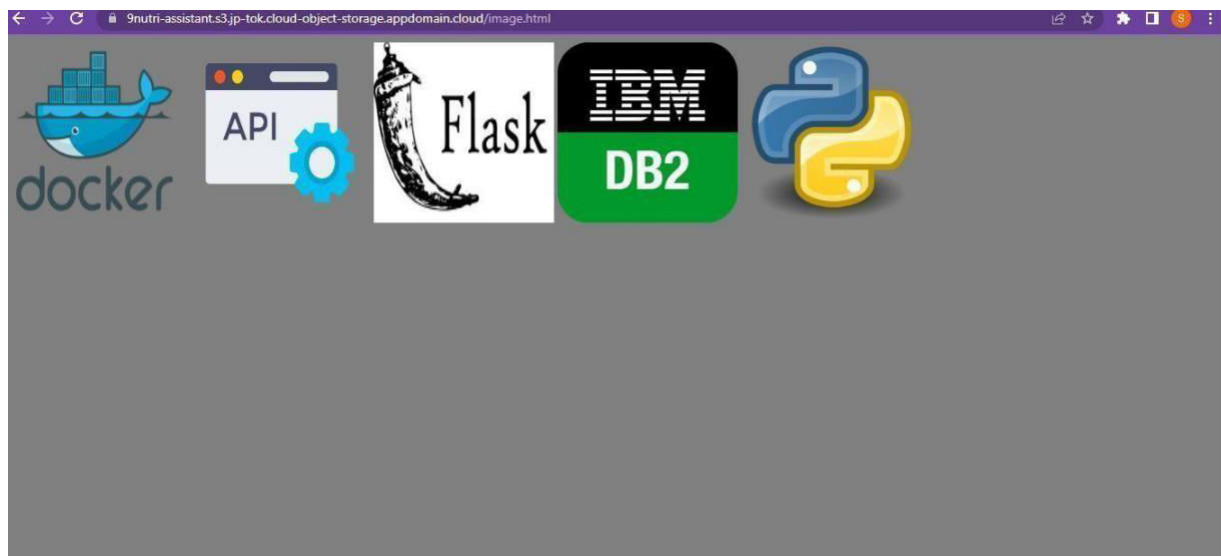 9nutri-assistant.s3.jp-tok.cloud-object-storage.appdomain.cloud/image.html
S
docker
API
Flask
IBM
DB2